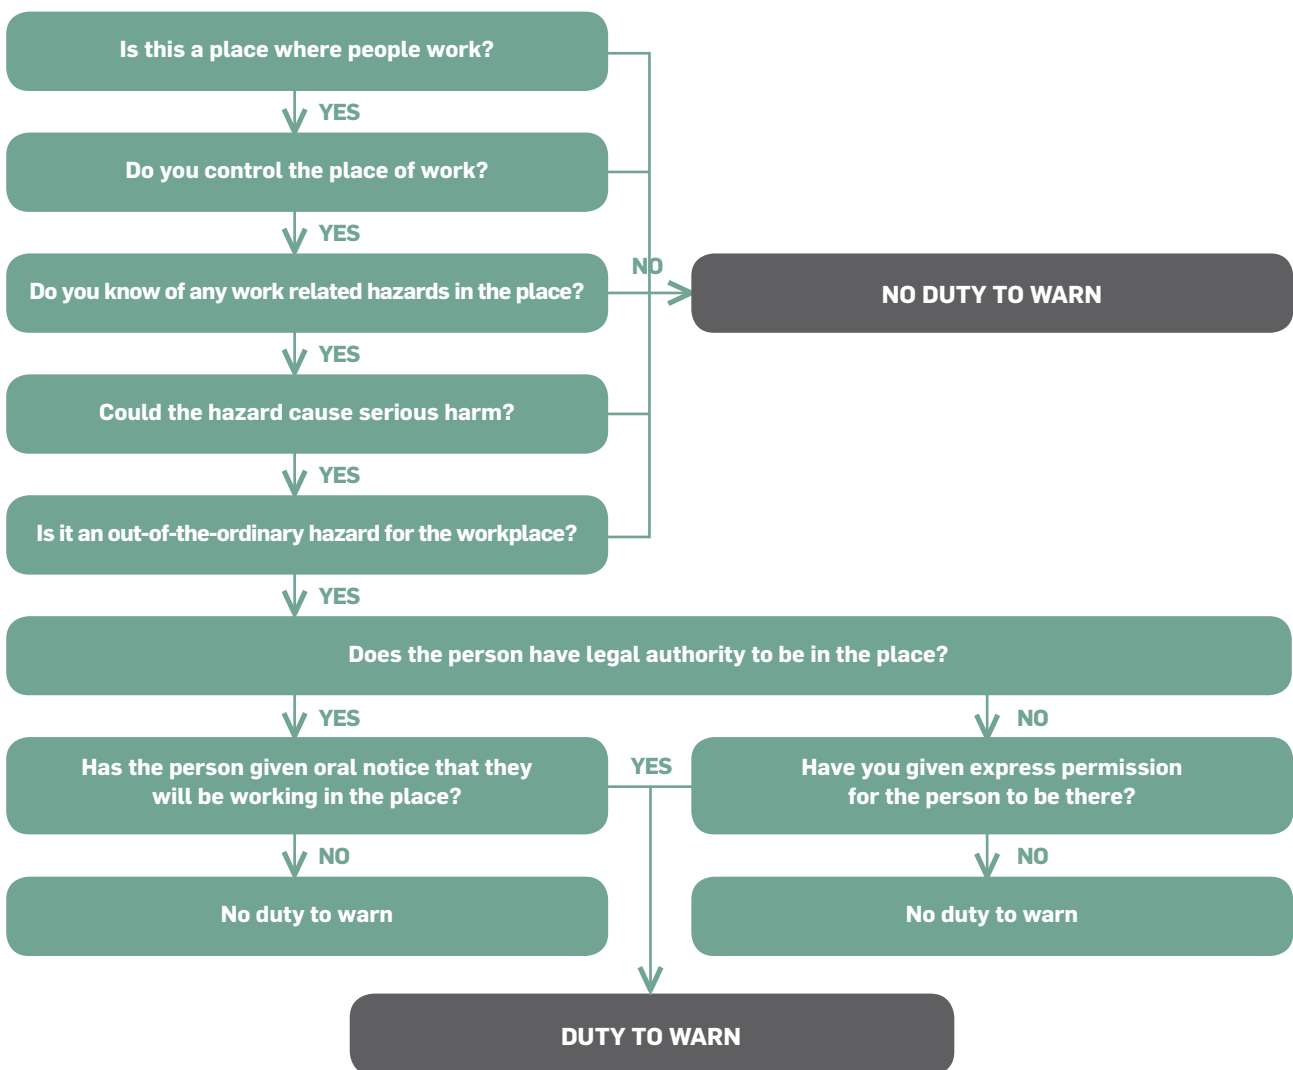 Is this a place where people work?
YES
Do you control the place of work?
YES
Do you know of any work related hazards in the place?
NO
NO DUTY TO WARN
YES
Could the hazard cause serious harm?
YES
Is it an out-of-the-ordinary hazard for the workplace?
YES
Does the person have legal authority to be in the place?
YES
NO
Has the person given oral notice that they
will be working in the place?
YES
Have you given express permission
for the person to be there?
NO
NO
No duty to warn
No duty to warn
DUTY TO WARN